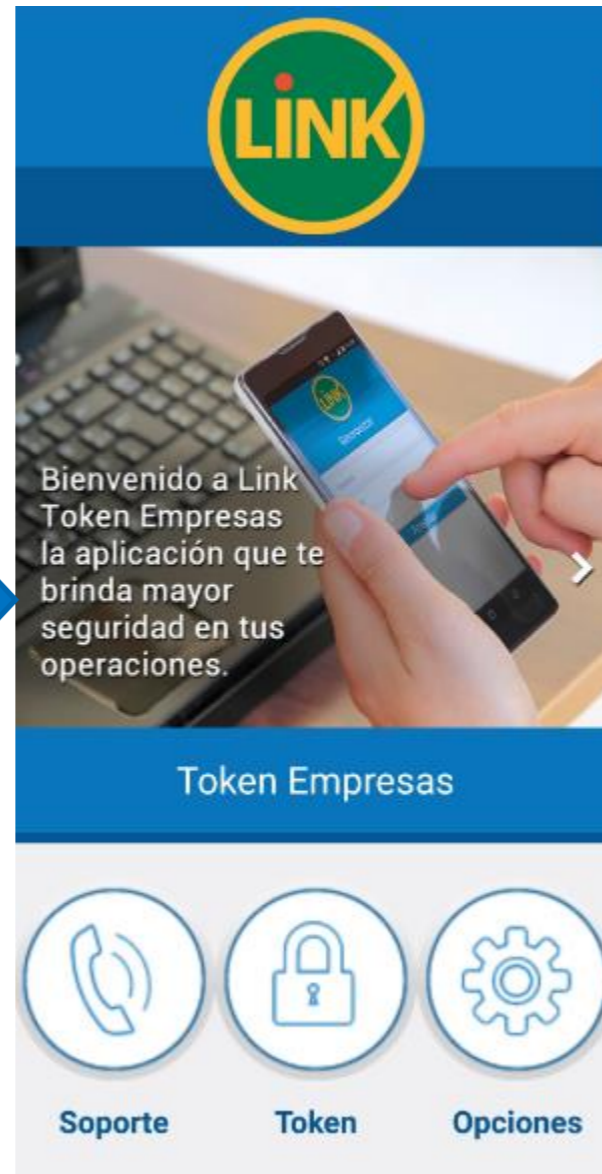 LINK
Bienvenido a Link
Token Empresas
la aplicación que te
brinda mayor
seguridad en tus
operaciones.
Token Empresas
Soporte
Token
Opciones